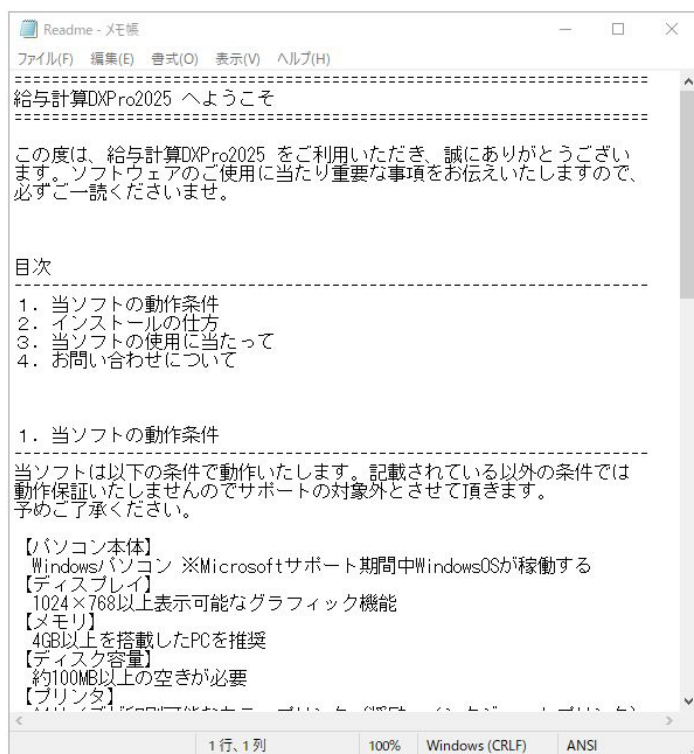 Readme - メモ帳
ファイル(F) 編集(E) 書式(O) 表示(V) ヘルプ(H)
===========================================================================
給与計算DXPro2025 へようこそ
===========================================================================
この度は、給与計算DXPro2025 をご利用いただき、誠にありがとうござい
ます。ソフトウェアのご使用に当たり重要な事項をお伝えいたしますので、
必ずご一読くださいませ。
目次
---------------------------------------------------------------------------
１．当ソフトの動作条件
２．インストールの仕方
３．当ソフトの使用に当たって
４．お問い合わせについて
１．当ソフトの動作条件
---------------------------------------------------------------------------
当ソフトは以下の条件で動作いたします。記載されている以外の条件では
動作保証いたしませんのでサポートの対象外とさせて頂きます。
予めご了承ください。
【パソコン本体】
Windowsパソコン ※Microsoftサポート期間中WindowsOSが稼働する
【ディスプレイ】
1024×768以上表示可能なグラフィック機能
【メモリ】
4GB以上を搭載したPCを推奨
【ディスク容量】
約100MB以上の空きが必要
【プリンタ】
1行、1列 100% Windows (CRLF) ANSI